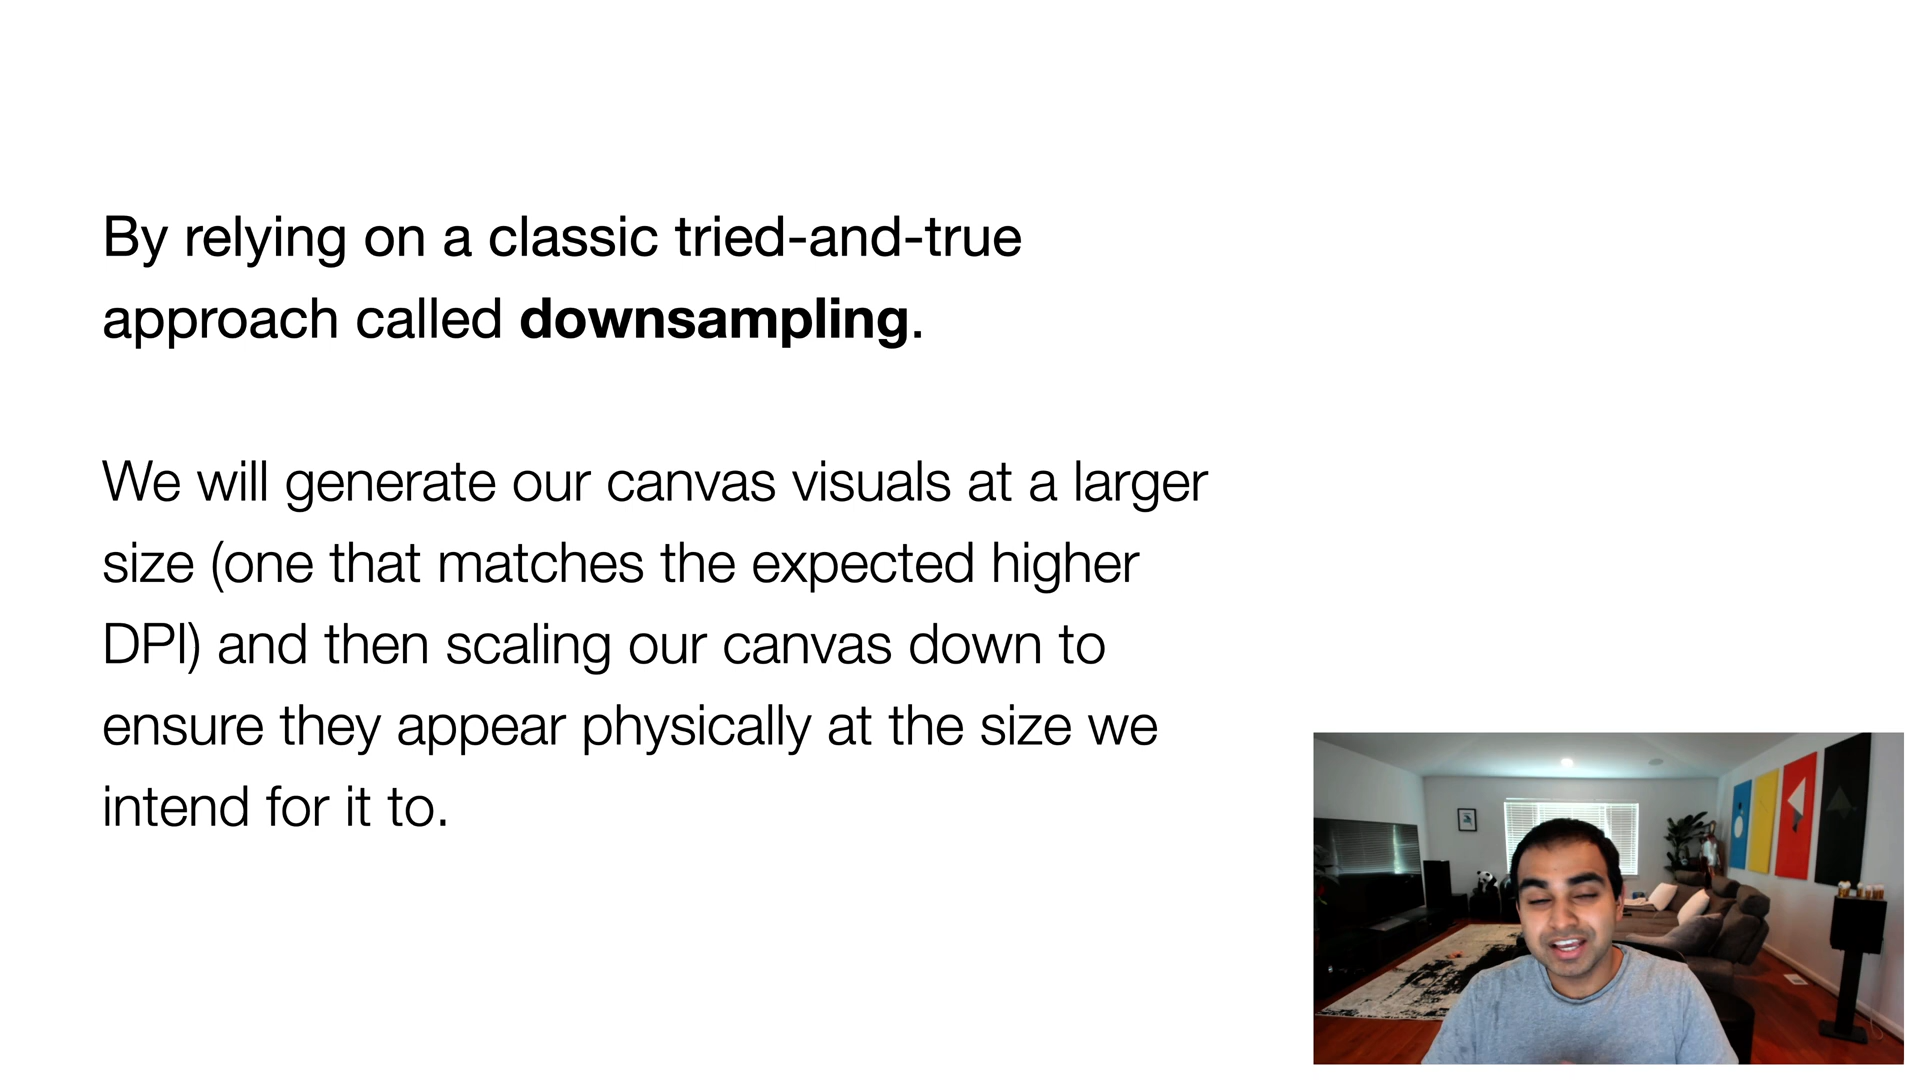 By relying on a classic tried-and-true
approach called downsampling.
We will generate our canvas visuals at a larger
size (one that matches the expected higher
DPI) and then scaling our canvas down to
ensure they appear physically at the size we
intend for it to.